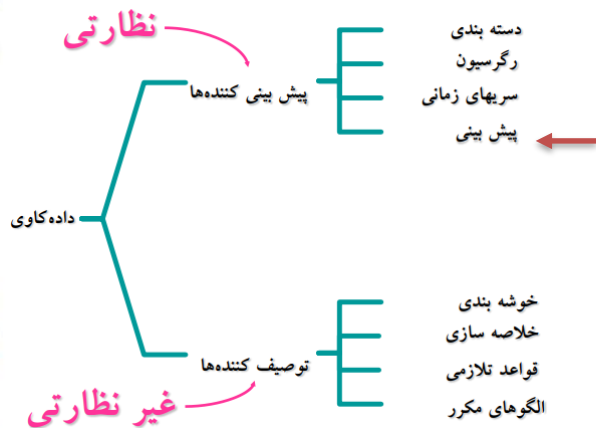 نظارتی
دسته بندی
رگرسیون
سریهای زمانی
پیش بینی
پیش بینی کننده‌ها
داده‌کاوی
خوشه بندی
خلاصه سازی
قواعد تلازمی
الگوهای مکرر
توصیف کننده‌ها
غیر نظارتی